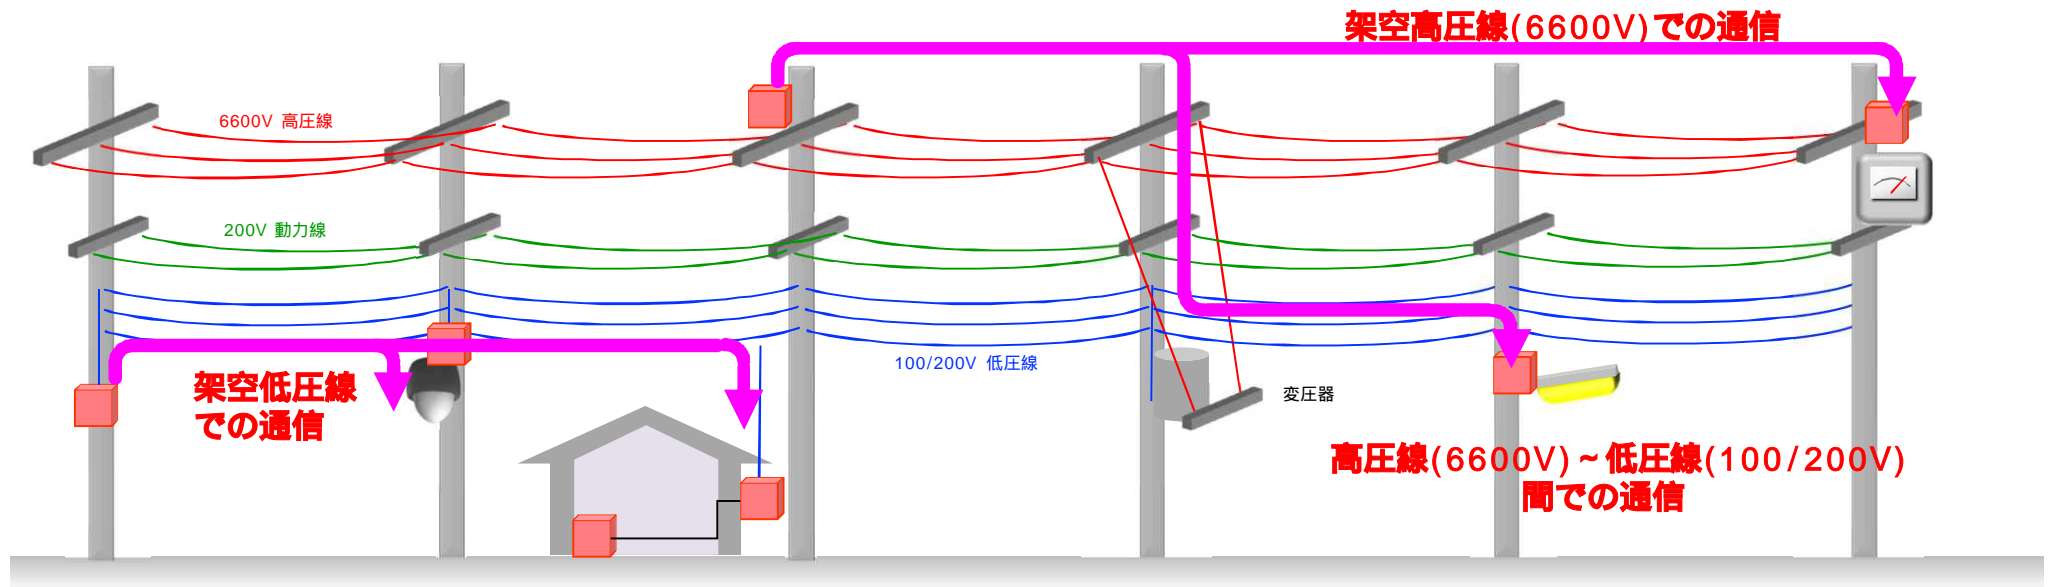 架空高圧線(6600V)での通信
6600V 高圧線
200V 動力線
100/200V 低圧線
架空低圧線
での通信
変圧器
高圧線(6600V)～低圧線(100/200V)
間での通信